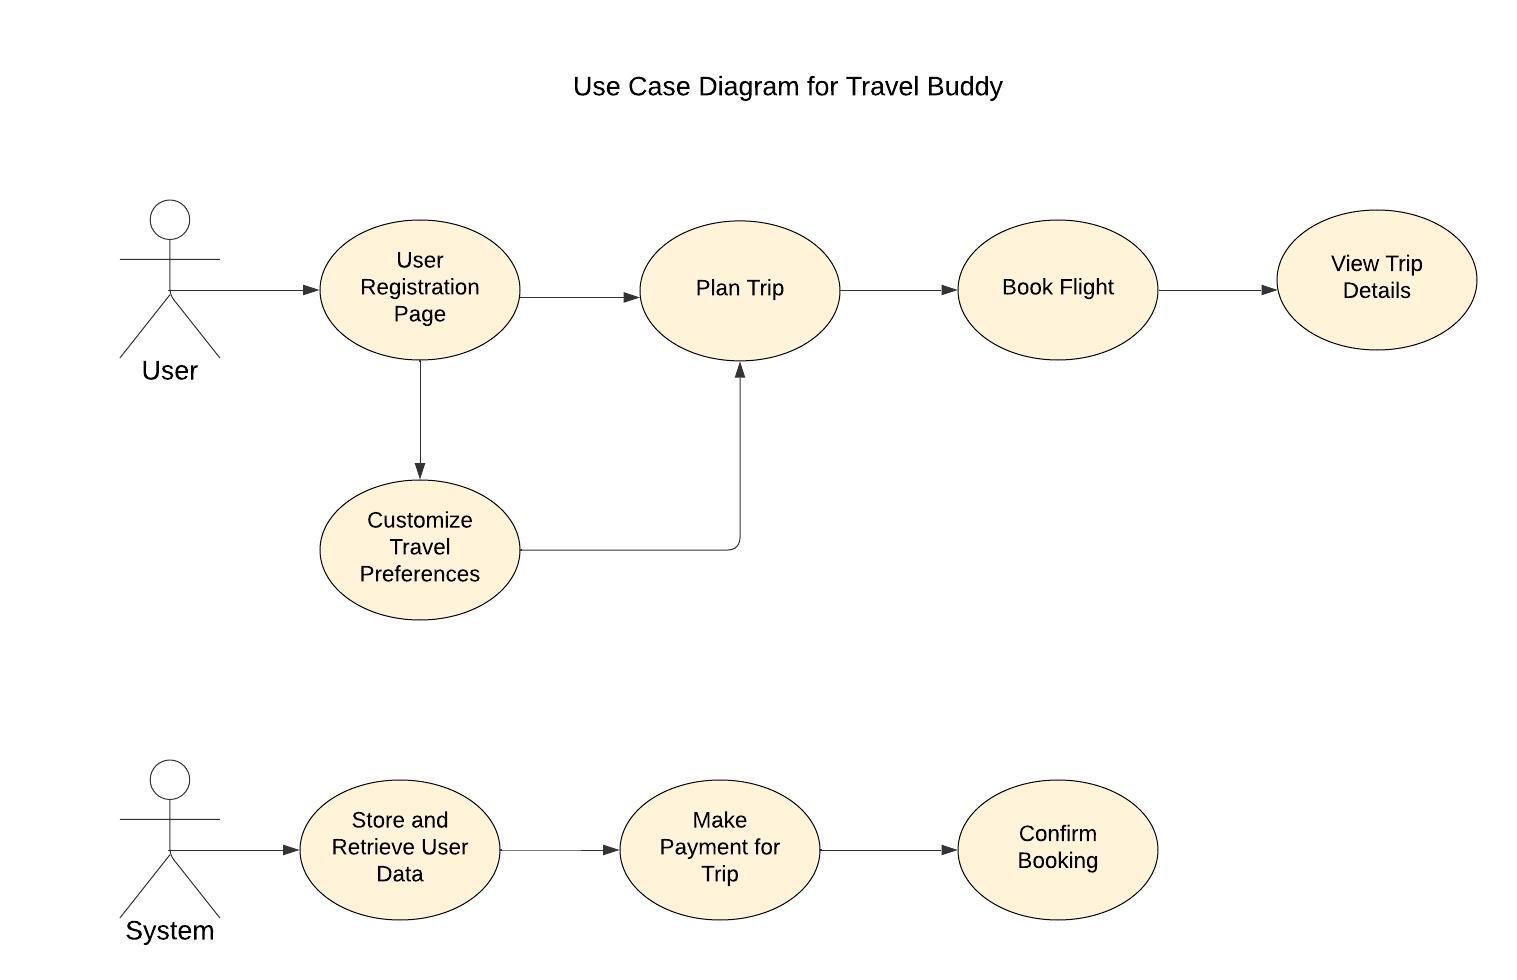 Use Case Diagram for Travel Buddy
User
Registration
Page
Plan Trip
Book Flight
View Trip
Details
User
Customize
Travel
Preferences
Store and
Retrieve User
Data
Make
Payment for
Trip
Confirm
Booking
System